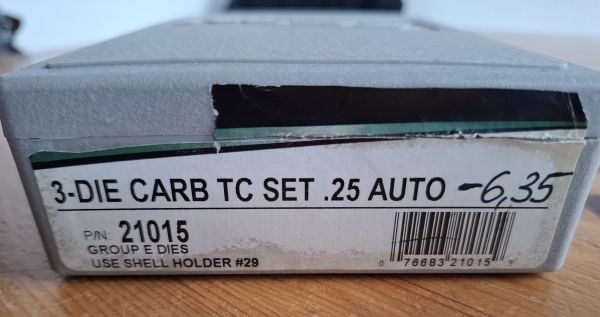 3-DIE CARB TC SET .25 AUTO -6,35
P/N: 21015
GROUP E DIES
USE SHELL HOLDER #29
0 76683 21015 9